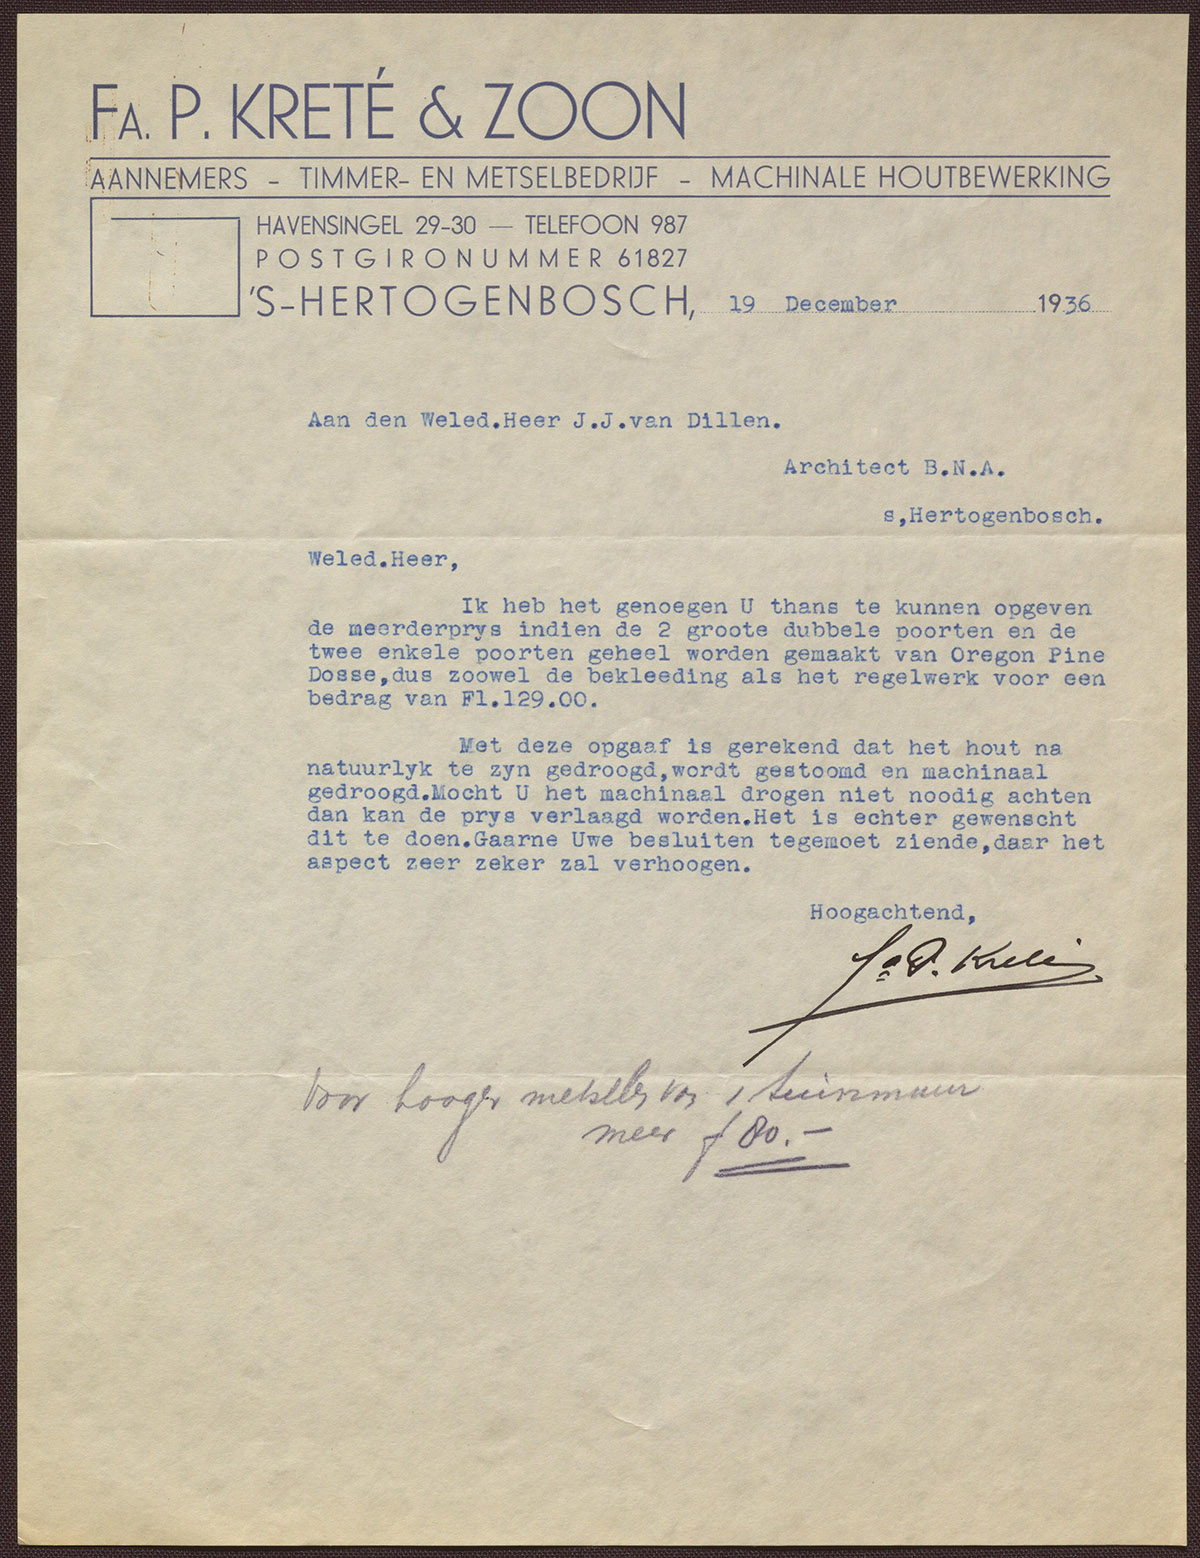 FA. P. KRETÉ & ZOON
AANNEMERS - TIMMER- EN METSELBEDRIJF - MACHINALE HOUTBEWERKING
HAVENSINGEL 29-30 — TELEFOON 987
POSTGIRONUMMER 61827
'S-HERTOGENBOSCH, 19 December 1936
Aan den Weled.Heer J.J.van Dillen.
Architect B.N.A.
s,Hertogenbosch.
Weled.Heer,
Ik heb het genoegen U thans te kunnen opgeven
de meerderprys indien de 2 groote dubbele poorten en de
twee enkele poorten geheel worden gemaakt van Oregon Pine
Dosse,dus zoowel de bekleeding als het regelwerk voor een
bedrag van Fl.129.00.
Met deze opgaaf is gerekend dat het hout na
natuurlyk te zyn gedroogd,wordt gestoomd en machinaal
gedroogd.Mocht U het machinaal drogen niet noodig achten
dan kan de prys verlaagd worden.Het is echter gewenscht
dit te doen.Gaarne Uwe besluiten tegemoet ziende,daar het
aspect zeer zeker zal verhoogen.
Hoogachtend,
Fa P. Kreté
Voor hooger van 1 tuinmuur
meer f 80.—